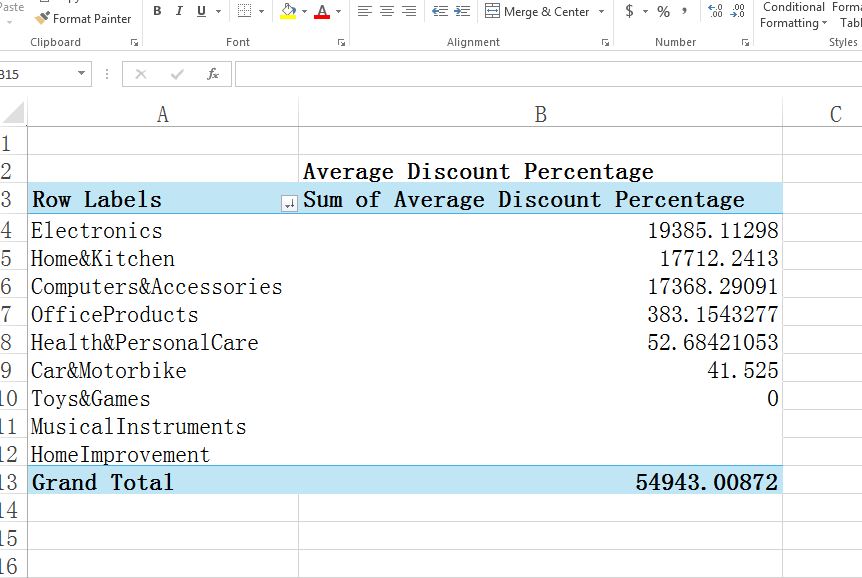 Paste
Format Painter
B I U A
Merge & Center
$ % ,
.00
.0
.00
Conditional
Formatting
Clipboard
Font
Alignment
Number
Styles
B15
fx
A B C
1
2 Average Discount Percentage
3 Row Labels Sum of Average Discount Percentage
4 Electronics 19385.11298
5 Home&Kitchen 17712.2413
6 Computers&Accessories 17368.29091
7 OfficeProducts 383.1543277
8 Health&PersonalCare 52.68421053
9 Car&Motorbike 41.525
10 Toys&Games 0
11 MusicalInstruments
12 HomeImprovement
13 Grand Total 54943.00872
14
15
16